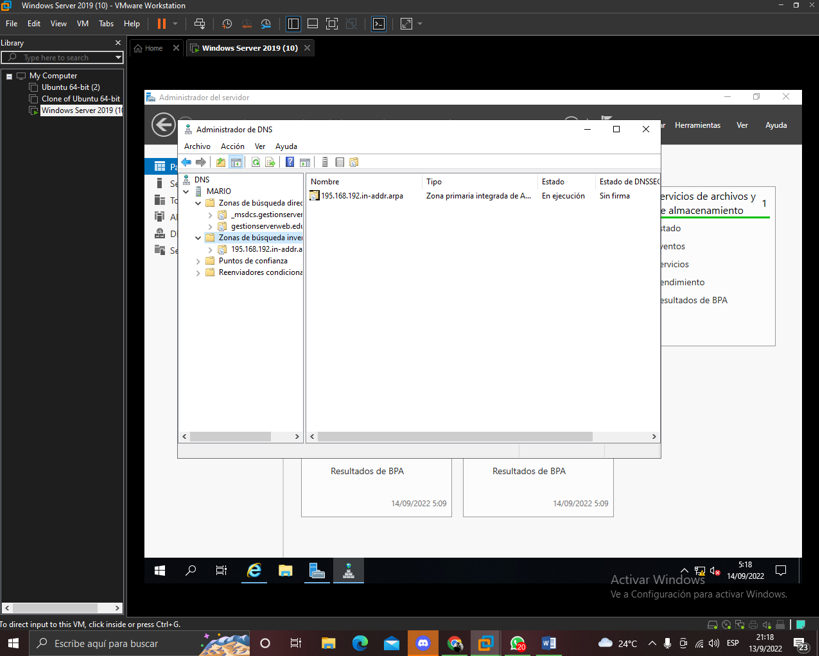 Windows Server 2019 (10) - VMware Workstation
File Edit View VM Tabs Help
Library
Home
Windows Server 2019 (10)
Type here to search
My Computer
Ubuntu 64-bit (2)
Clone of Ubuntu 64-bit
Windows Server 2019 (10
Administrador del servidor
Herramientas Ver Ayuda
Administrador de DNS
Archivo Acción Ver Ayuda
DNS
MARIO
Zonas de búsqueda direc
_msdcs.gestionserver
gestionserverweb.edu
Zonas de búsqueda inver
195.168.192.in-addr.a
Puntos de confianza
Reenviadores condiciona
Nombre Tipo Estado Estado de DNSSEC
195.168.192.in-addr.arpa Zona primaria integrada de A... En ejecución Sin firma
ervicios de archivos y
e almacenamiento
1
stado
ventos
ervicios
endimiento
esultados de BPA
Resultados de BPA
14/09/2022 5:09
Resultados de BPA
14/09/2022 5:09
Activar Windows
Ve a Configuración para activar Windows.
5:18
14/09/2022
To direct input to this VM, click inside or press Ctrl+G.
Escribe aquí para buscar
20
24°C
ESP
21:18
13/9/2022
23